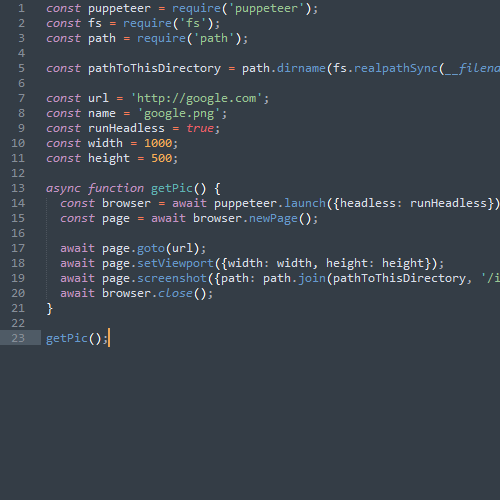 1 const puppeteer = require('puppeteer');
2 const fs = require('fs');
3 const path = require('path');
4
5 const pathToThisDirectory = path.dirname(fs.realpathSync(__filena
6
7 const url = 'http://google.com';
8 const name = 'google.png';
9 const runHeadless = true;
10 const width = 1000;
11 const height = 500;
12
13 async function getPic() {
14 const browser = await puppeteer.launch({headless: runHeadless})
15 const page = await browser.newPage();
16
17 await page.goto(url);
18 await page.setViewport({width: width, height: height});
19 await page.screenshot({path: path.join(pathToThisDirectory, '/i
20 await browser.close();
21 }
22
23 getPic();